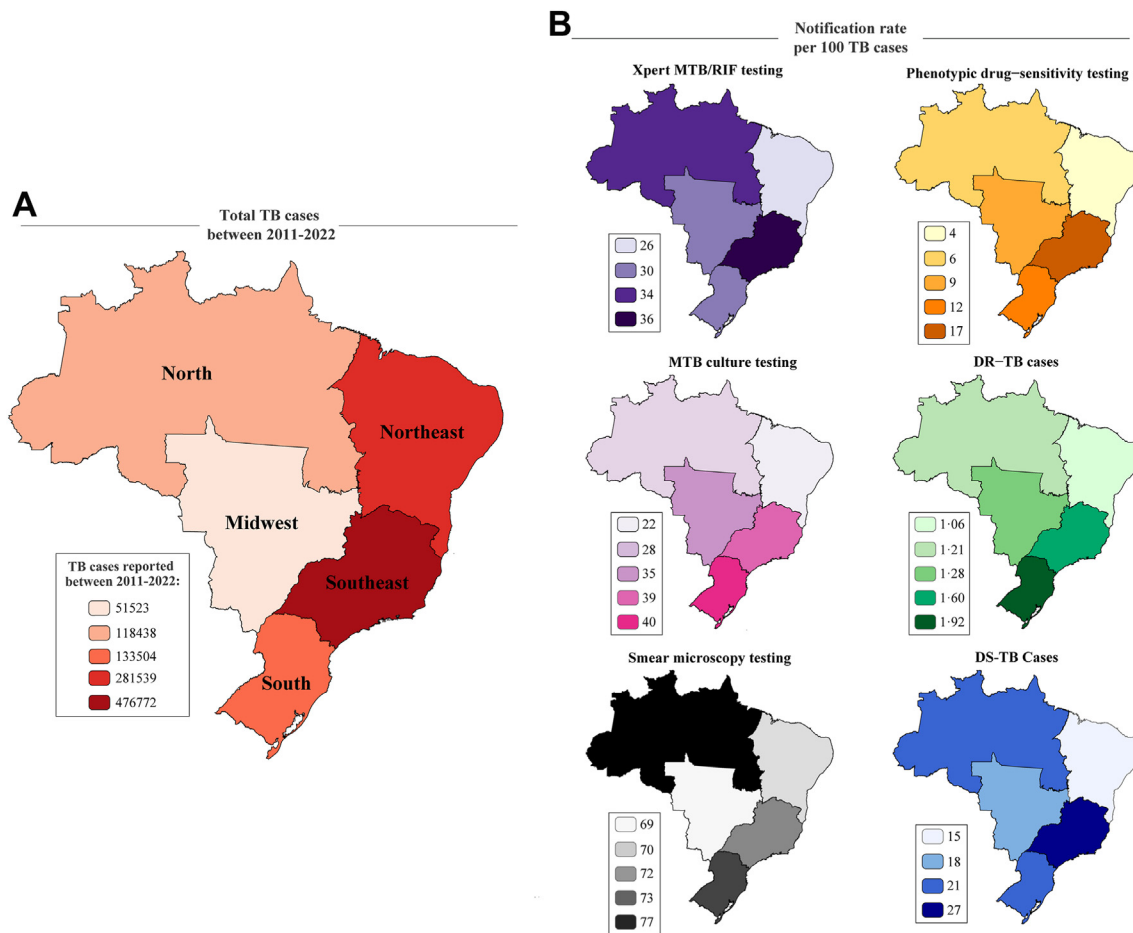 A
Total TB cases
between 2011-2022
North
Northeast
Midwest
Southeast
South
TB cases reported
between 2011-2022:
51523
118438
133504
281539
476772
B
Notification rate
per 100 TB cases
Xpert MTB/RIF testing
26
30
34
36
Phenotypic drug−sensitivity testing
4
6
9
12
17
MTB culture testing
22
28
35
39
40
DR−TB cases
1·06
1·21
1·28
1·60
1·92
Smear microscopy testing
69
70
72
73
77
DS-TB Cases
15
18
21
27